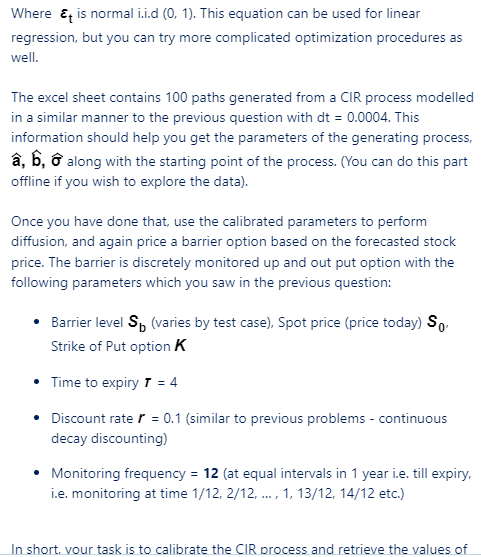 Where εₜ is normal i.i.d (0, 1). This equation can be used for linear
regression, but you can try more complicated optimization procedures as
well.
The excel sheet contains 100 paths generated from a CIR process modelled
in a similar manner to the previous question with dt = 0.0004. This
information should help you get the parameters of the generating process,
â, b̂, σ̂ along with the starting point of the process. (You can do this part
offline if you wish to explore the data).
Once you have done that, use the calibrated parameters to perform
diffusion, and again price a barrier option based on the forecasted stock
price. The barrier is discretely monitored up and out put option with the
following parameters which you saw in the previous question:
• Barrier level S_b (varies by test case), Spot price (price today) S₀,
Strike of Put option K
• Time to expiry T = 4
• Discount rate r = 0.1 (similar to previous problems - continuous
decay discounting)
• Monitoring frequency = 12 (at equal intervals in 1 year i.e. till expiry,
i.e. monitoring at time 1/12, 2/12, ... , 1, 13/12, 14/12 etc.)
In short, your task is to calibrate the CIR process and retrieve the values of